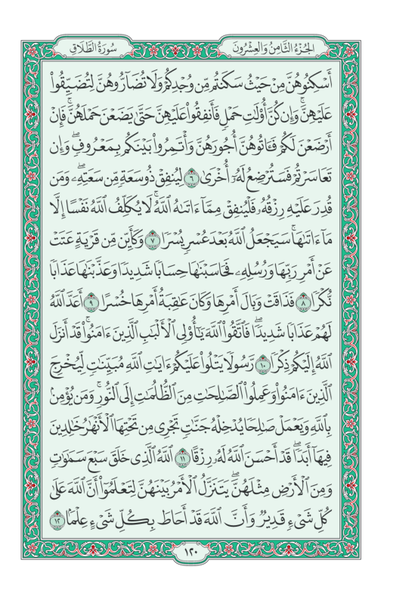 سُورَةُ الطَّلَاقِ
الجُزْءُ الثَّامِنُ وَالعِشْرُونَ
أَسْكِنُوهُنَّ مِنْ حَيْثُ سَكَنتُم مِّن وُجْدِكُمْ وَلَا تُضَآرُّوهُنَّ لِتُضَيِّقُوا۟
عَلَيْهِنَّ ۚ وَإِن كُنَّ أُو۟لَٰتِ حَمْلٍ فَأَنفِقُوا۟ عَلَيْهِنَّ حَتَّىٰ يَضَعْنَ حَمْلَهُنَّ ۚ فَإِنْ
أَرْضَعْنَ لَكُمْ فَـَٔاتُوهُنَّ أُجُورَهُنَّ ۖ وَأْتَمِرُوا۟ بَيْنَكُم بِمَعْرُوفٍ ۖ وَإِن
تَعَاسَرْتُمْ فَسَتُرْضِعُ لَهُۥٓ أُخْرَىٰ ٦ لِيُنفِقْ ذُو سَعَةٍ مِّن سَعَتِهِۦ ۖ وَمَن
قُدِرَ عَلَيْهِ رِزْقُهُۥ فَلْيُنفِقْ مِمَّآ ءَاتَىٰهُ ٱللَّهُ ۚ لَا يُكَلِّفُ ٱللَّهُ نَفْسًا إِلَّا
مَآ ءَاتَىٰهَا ۚ سَيَجْعَلُ ٱللَّهُ بَعْدَ عُسْرٍ يُسْرًا ٧ وَكَأَيِّن مِّن قَرْيَةٍ عَتَتْ
عَنْ أَمْرِ رَبِّهَا وَرُسُلِهِۦ فَحَاسَبْنَٰهَا حِسَابًا شَدِيدًا وَعَذَّبْنَٰهَا عَذَابًا
نُّكْرًا ٨ فَذَاقَتْ وَبَالَ أَمْرِهَا وَكَانَ عَٰقِبَةُ أَمْرِهَا خُسْرًا ٩ أَعَدَّ ٱللَّهُ
لَهُمْ عَذَابًا شَدِيدًا ۖ فَٱتَّقُوا۟ ٱللَّهَ يَٰٓأُو۟لِى ٱلْأَلْبَٰبِ ٱلَّذِينَ ءَامَنُوا۟ ۚ قَدْ أَنزَلَ
ٱللَّهُ إِلَيْكُمْ ذِكْرًا ١٠ رَّسُولًا يَتْلُوا۟ عَلَيْكُمْ ءَايَٰتِ ٱللَّهِ مُبَيِّنَٰتٍ لِّيُخْرِجَ
ٱلَّذِينَ ءَامَنُوا۟ وَعَمِلُوا۟ ٱلصَّٰلِحَٰتِ مِنَ ٱلظُّلُمَٰتِ إِلَى ٱلنُّورِ ۚ وَمَن يُؤْمِنۢ
بِٱللَّهِ وَيَعْمَلْ صَٰلِحًا يُدْخِلْهُ جَنَّٰتٍ تَجْرِى مِن تَحْتِهَا ٱلْأَنْهَٰرُ خَٰلِدِينَ
فِيهَآ أَبَدًا ۖ قَدْ أَحْسَنَ ٱللَّهُ لَهُۥ رِزْقًا ١١ ٱللَّهُ ٱلَّذِى خَلَقَ سَبْعَ سَمَٰوَٰتٍ
وَمِنَ ٱلْأَرْضِ مِثْلَهُنَّ ۖ يَتَنَزَّلُ ٱلْأَمْرُ بَيْنَهُنَّ لِتَعْلَمُوٓا۟ أَنَّ ٱللَّهَ عَلَىٰ
كُلِّ شَىْءٍ قَدِيرٌ وَأَنَّ ٱللَّهَ قَدْ أَحَاطَ بِكُلِّ شَىْءٍ عِلْمًۢا ١٢
١٢٠